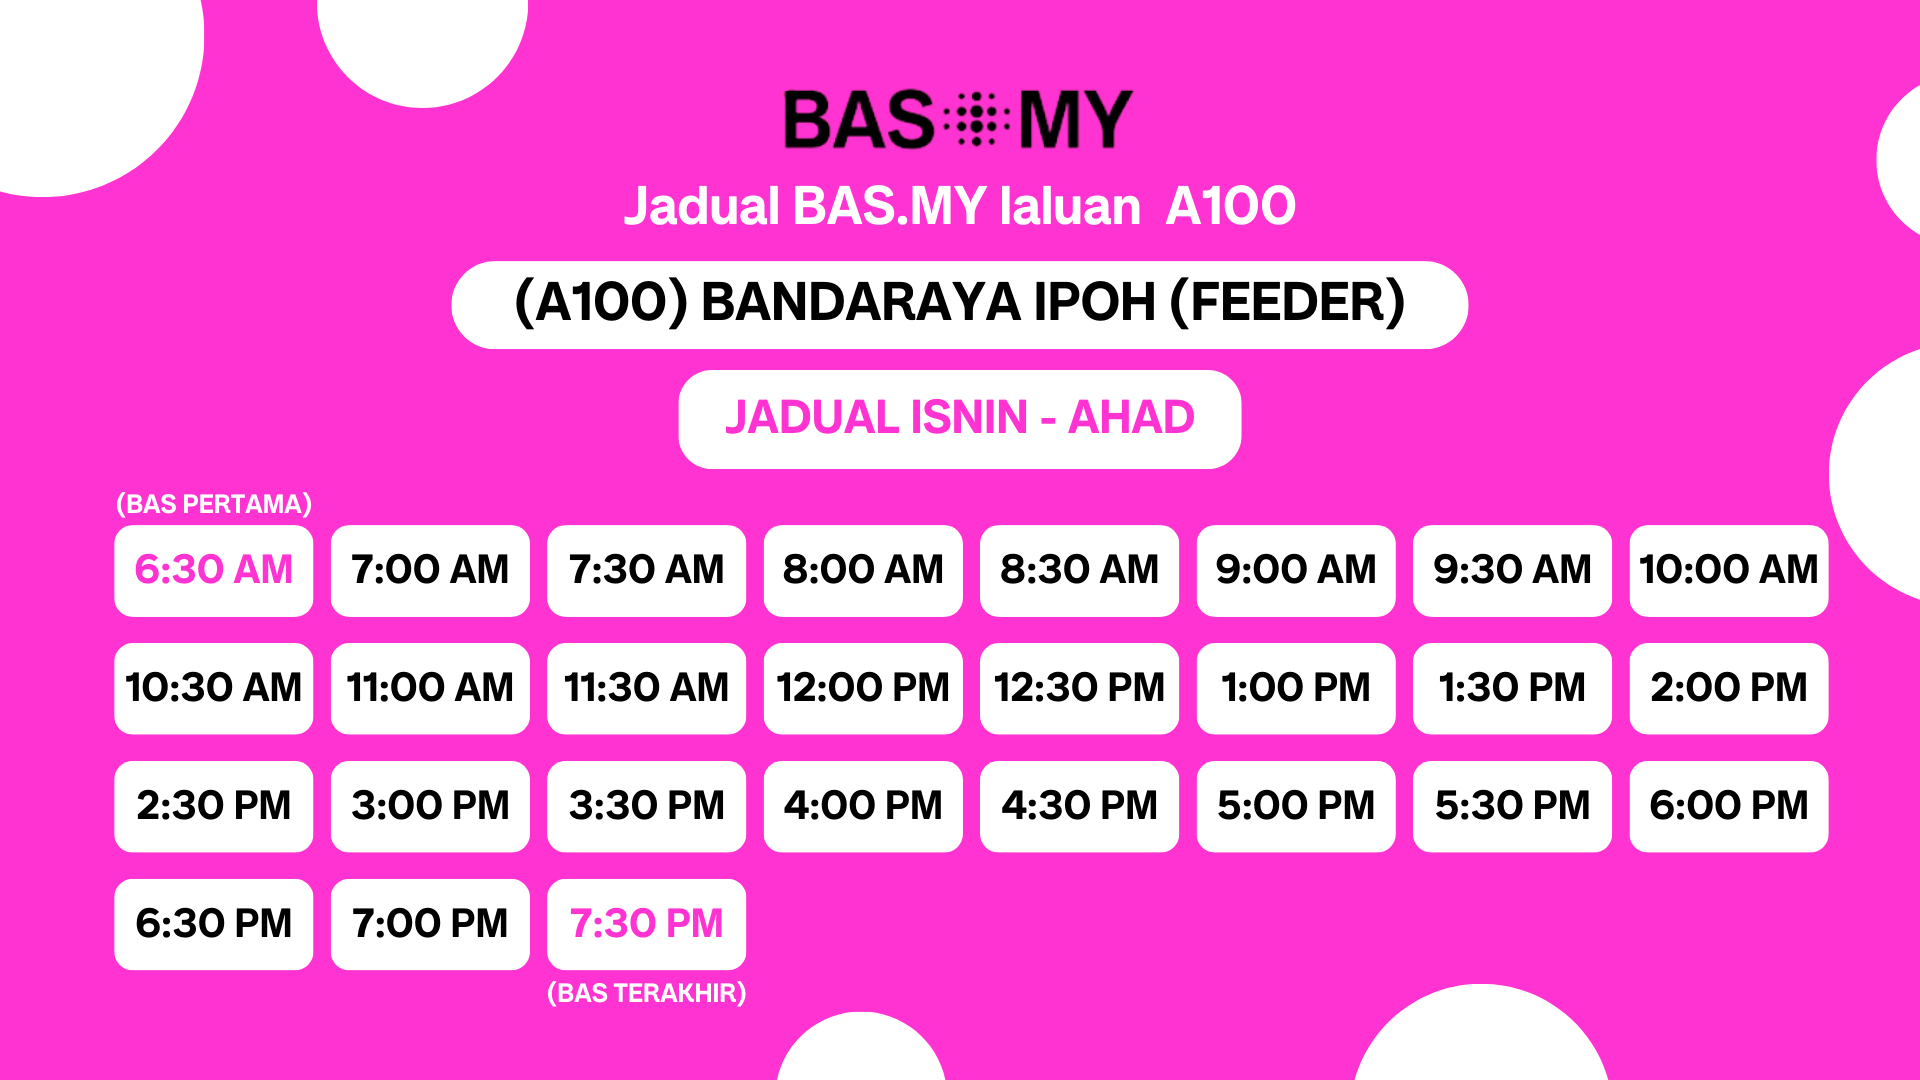 BAS MY
Jadual BAS.MY laluan A100
(A100) BANDARAYA IPOH (FEEDER)
JADUAL ISNIN - AHAD
(BAS PERTAMA)
6:30 AM 7:00 AM 7:30 AM 8:00 AM 8:30 AM 9:00 AM 9:30 AM 10:00 AM
10:30 AM 11:00 AM 11:30 AM 12:00 PM 12:30 PM 1:00 PM 1:30 PM 2:00 PM
2:30 PM 3:00 PM 3:30 PM 4:00 PM 4:30 PM 5:00 PM 5:30 PM 6:00 PM
6:30 PM 7:00 PM 7:30 PM
(BAS TERAKHIR)